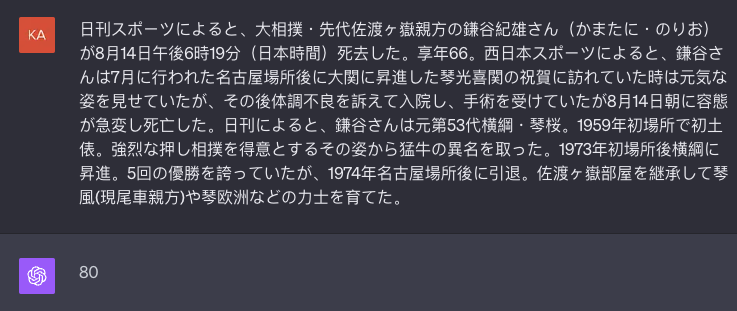 KA
日刊スポーツによると、大相撲・先代佐渡ヶ嶽親方の鎌谷紀雄さん（かまたに・のりお）
が8月14日午後6時19分（日本時間）死去した。享年66。西日本スポーツによると、鎌谷さ
んは7月に行われた名古屋場所後に大関に昇進した琴光喜関の祝賀に訪れていた時は元気な
姿を見せていたが、その後体調不良を訴えて入院し、手術を受けていたが8月14日朝に容態
が急変し死亡した。日刊によると、鎌谷さんは元第53代横綱・琴桜。1959年初場所で初土
俵。強烈な押し相撲を得意とするその姿から猛牛の異名を取った。1973年初場所後横綱に
昇進。5回の優勝を誇っていたが、1974年名古屋場所後に引退。佐渡ヶ嶽部屋を継承して琴
風(現尾車親方)や琴欧洲などの力士を育てた。
80